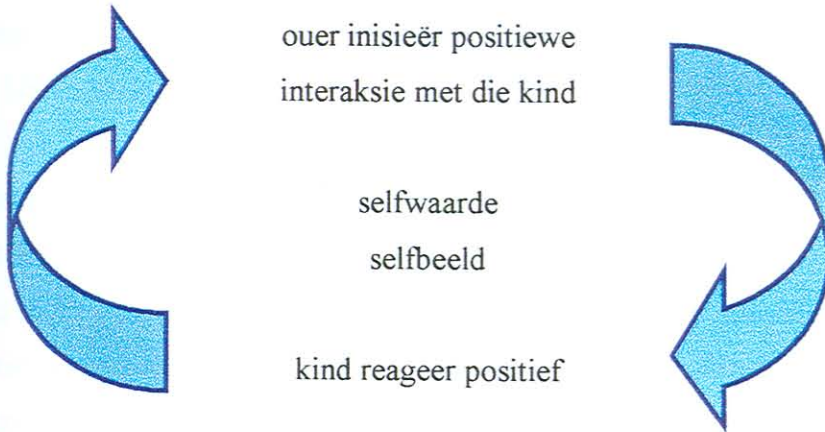 ouer inisieër positiewe
interaksie met die kind
selfwaarde
selfbeeld
kind reageer positief